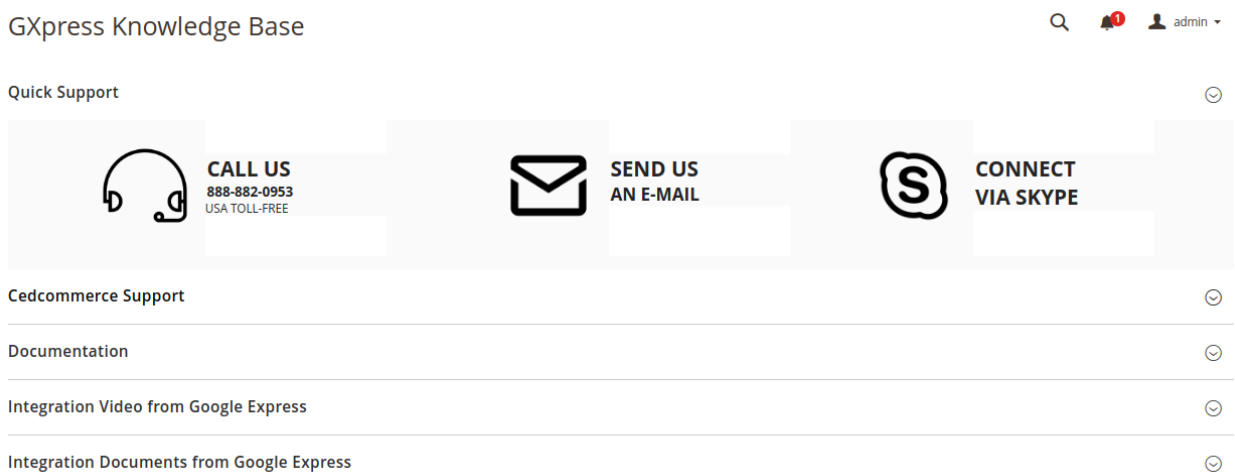 GXpress Knowledge Base
1
admin
Quick Support
CALL US
888-882-0953
USA TOLL-FREE
SEND US
AN E-MAIL
S
CONNECT
VIA SKYPE
Cedcommerce Support
Documentation
Integration Video from Google Express
Integration Documents from Google Express